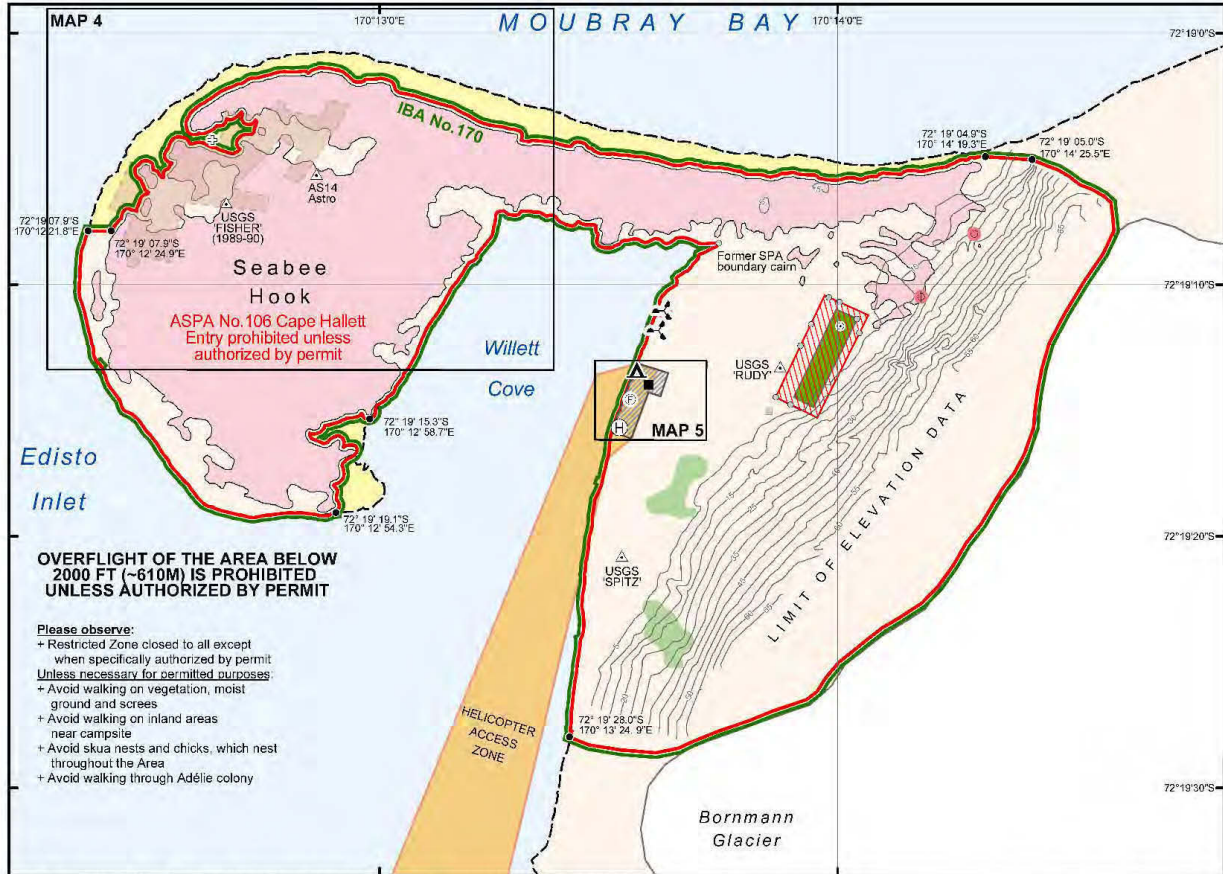 MAP 4
170°13'0"E
MOUBRAY BAY
170°14'0"E
72°19'0"S
IBA No.170
72° 19' 04.9"S
170° 14' 19.3"E
72° 19' 05.0"S
170° 14' 25.5"E
AS14
Astro
USGS
'FISHER'
(1989-90)
72°19'07.9"S
170°12'21.8"E
72° 19' 07.9"S
170° 12' 24.9"E
Seabee
Hook
ASPA No.106 Cape Hallett
Entry prohibited unless
authorized by permit
Former SPA
boundary cairn
72°19'10"S
Willett
Cove
USGS
'RUDY'
F
H
MAP 5
72° 19' 15.3"S
170° 12' 58.7"E
Edisto
Inlet
72° 19' 19.1"S
170° 12' 54.3"E
72°19'20"S
USGS
'SPITZ'
LIMIT OF ELEVATION DATA
OVERFLIGHT OF THE AREA BELOW
2000 FT (~610M) IS PROHIBITED
UNLESS AUTHORIZED BY PERMIT
Please observe:
+ Restricted Zone closed to all except
when specifically authorized by permit
Unless necessary for permitted purposes:
+ Avoid walking on vegetation, moist
ground and screes
+ Avoid walking on inland areas
near campsite
+ Avoid skua nests and chicks, which nest
throughout the Area
+ Avoid walking through Adélie colony
HELICOPTER
ACCESS
ZONE
72° 19' 28.0"S
170° 13' 24. 9"E
72°19'30"S
Bornmann
Glacier